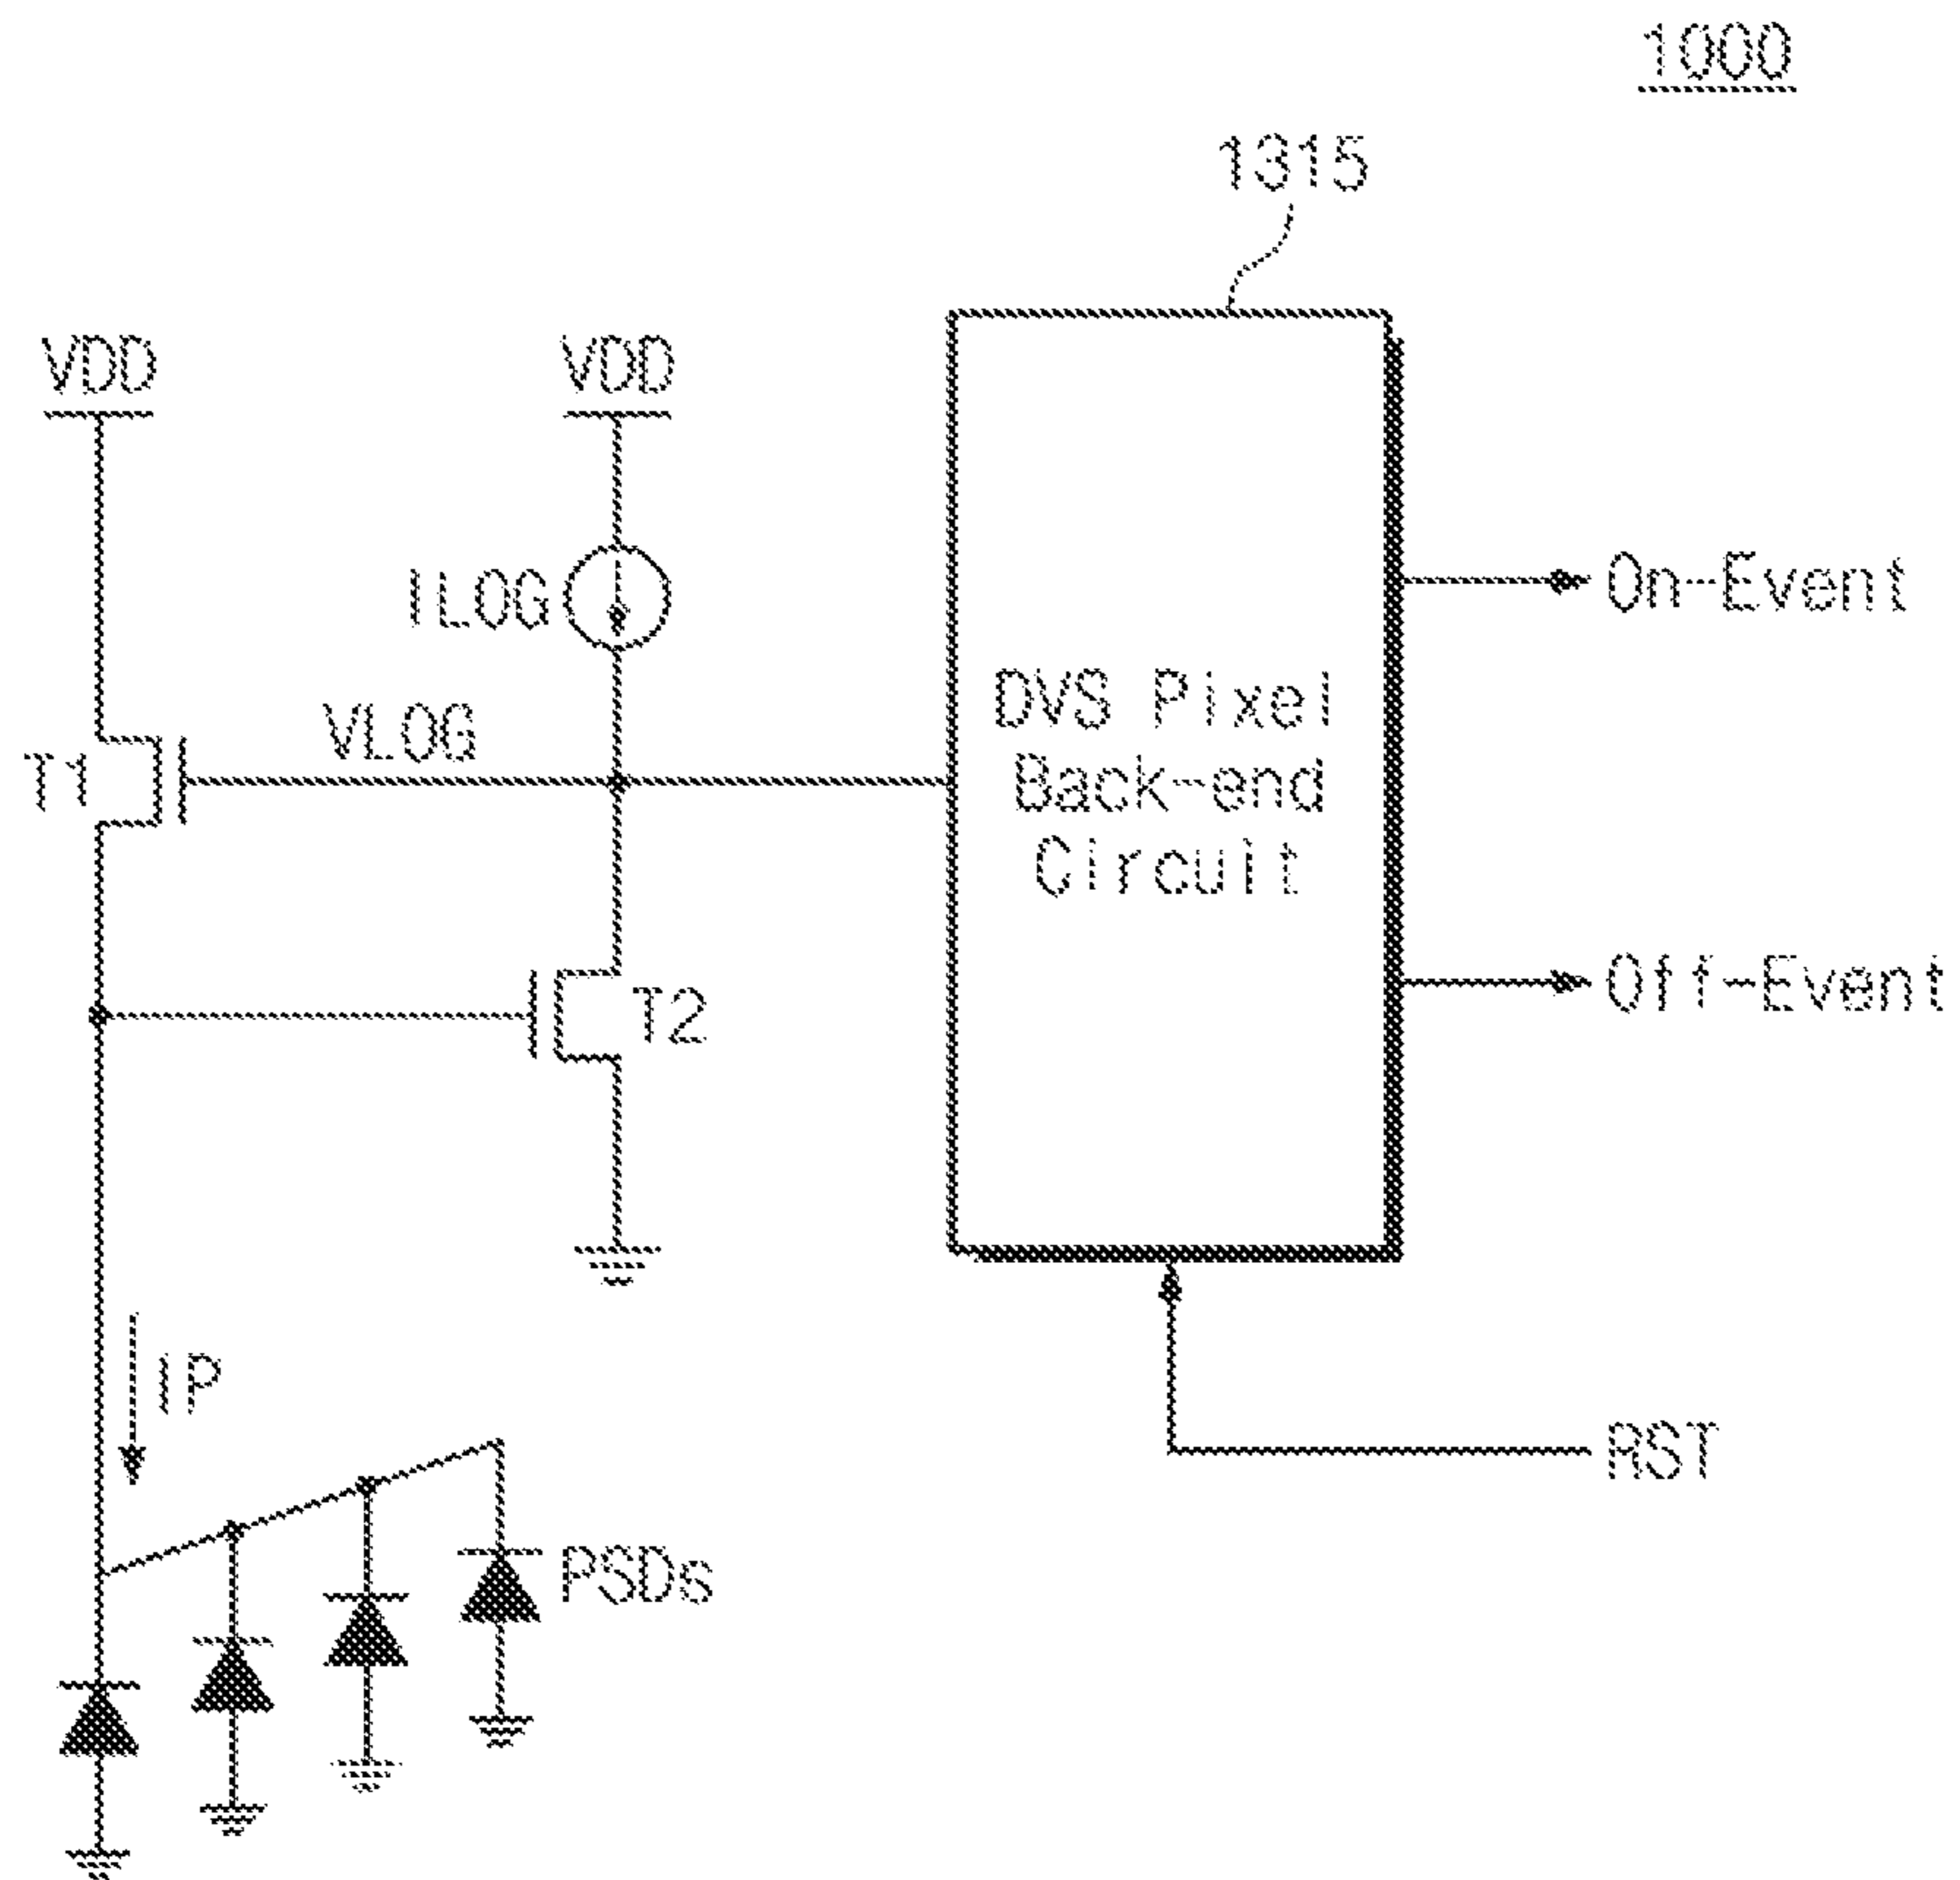 1000
1315
VDD
VDD
ILOG
On-Event
VLOG
DVS Pixel
Back-end
Circuit
T1
Off-Event
T2
IP
RST
PSDs